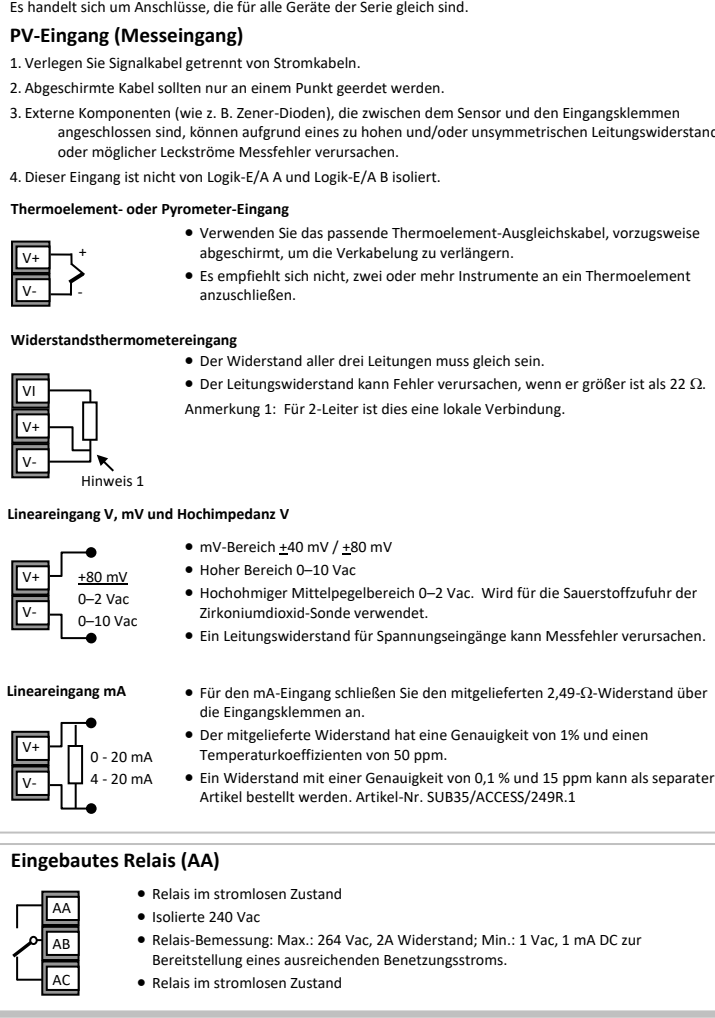 Es handelt sich um Anschlüsse, die für alle Geräte der Serie gleich sind.
PV-Eingang (Messeingang)
1. Verlegen Sie Signalkabel getrennt von Stromkabeln.
2. Abgeschirmte Kabel sollten nur an einem Punkt geerdet werden.
3. Externe Komponenten (wie z. B. Zener-Dioden), die zwischen dem Sensor und den Eingangsklemmen
angeschlossen sind, können aufgrund eines zu hohen und/oder unsymmetrischen Leitungswiderstand
oder möglicher Leckströme Messfehler verursachen.
4. Dieser Eingang ist nicht von Logik-E/A A und Logik-E/A B isoliert.
Thermoelement- oder Pyrometer-Eingang
V+
+
V-
-
• Verwenden Sie das passende Thermoelement-Ausgleichskabel, vorzugsweise
abgeschirmt, um die Verkabelung zu verlängern.
• Es empfiehlt sich nicht, zwei oder mehr Instrumente an ein Thermoelement
anzuschließen.
Widerstandsthermometereingang
VI
V+
V-
Hinweis 1
• Der Widerstand aller drei Leitungen muss gleich sein.
• Der Leitungswiderstand kann Fehler verursachen, wenn er größer ist als 22 Ω.
Anmerkung 1: Für 2-Leiter ist dies eine lokale Verbindung.
Lineareingang V, mV und Hochimpedanz V
V+
V-
+80 mV
0–2 Vac
0–10 Vac
• mV-Bereich +40 mV / +80 mV
• Hoher Bereich 0–10 Vac
• Hochohmiger Mittelpegelbereich 0–2 Vac. Wird für die Sauerstoffzufuhr der
Zirkoniumdioxid-Sonde verwendet.
• Ein Leitungswiderstand für Spannungseingänge kann Messfehler verursachen.
Lineareingang mA
V+
V-
0 - 20 mA
4 - 20 mA
• Für den mA-Eingang schließen Sie den mitgelieferten 2,49-Ω-Widerstand über
die Eingangsklemmen an.
• Der mitgelieferte Widerstand hat eine Genauigkeit von 1% und einen
Temperaturkoeffizienten von 50 ppm.
• Ein Widerstand mit einer Genauigkeit von 0,1 % und 15 ppm kann als separater
Artikel bestellt werden. Artikel-Nr. SUB35/ACCESS/249R.1
Eingebautes Relais (AA)
AA
AB
AC
• Relais im stromlosen Zustand
• Isolierte 240 Vac
• Relais-Bemessung: Max.: 264 Vac, 2A Widerstand; Min.: 1 Vac, 1 mA DC zur
Bereitstellung eines ausreichenden Benetzungsstroms.
• Relais im stromlosen Zustand